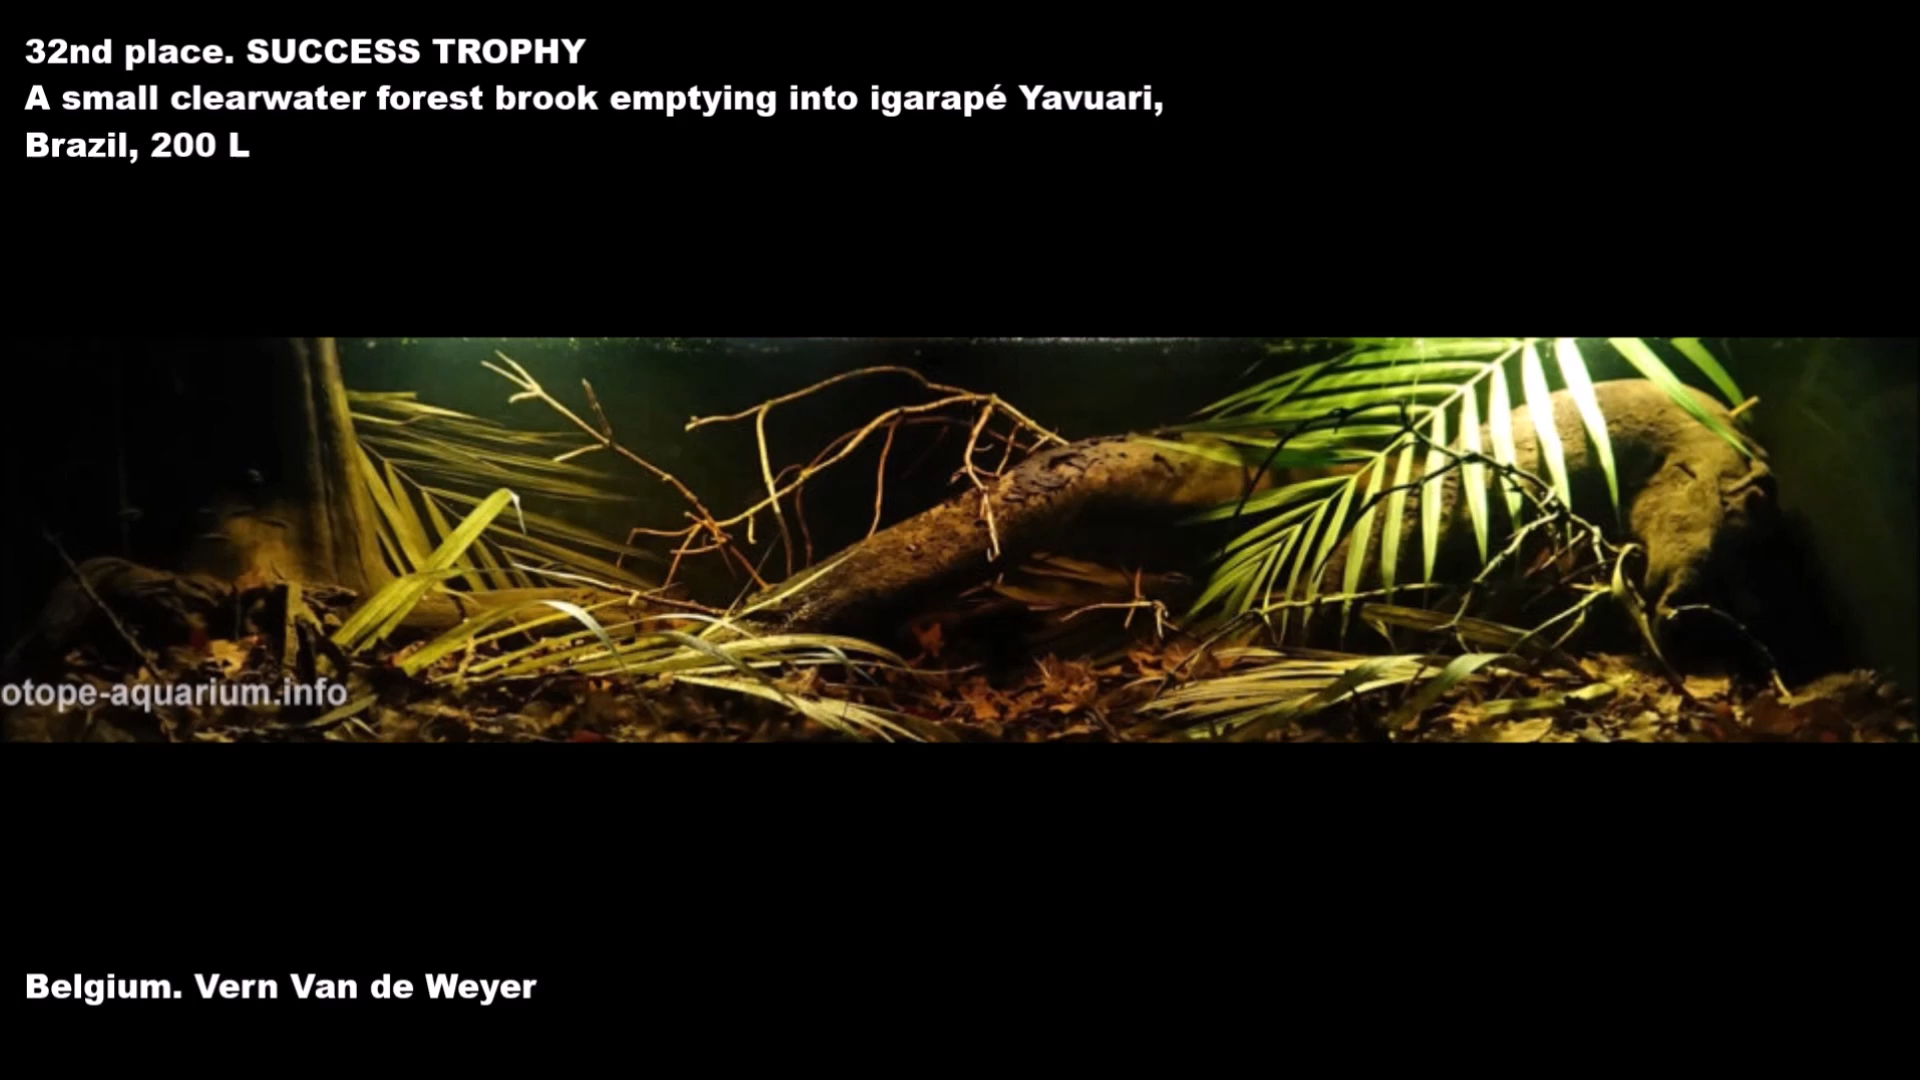 32nd place. SUCCESS TROPHY
A small clearwater forest brook emptying into igarapé Yavuari,
Brazil, 200 L
otope-aquarium.info
Belgium. Vern Van de Weyer